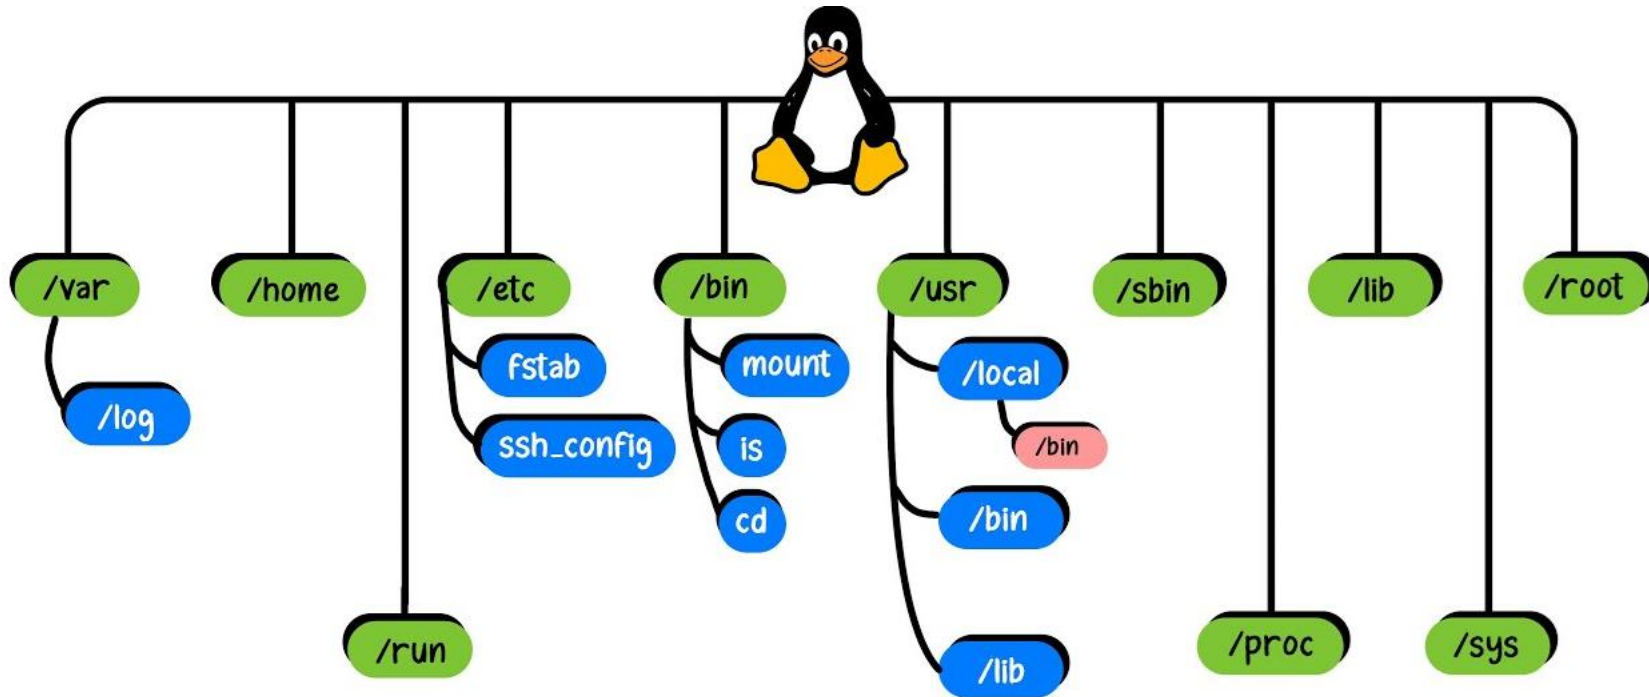 /var
/home
/etc
/bin
/usr
/sbin
/lib
/root
fstab
mount
/local
/log
ssh_config
is
/bin
cd
/bin
/run
/lib
/proc
/sys